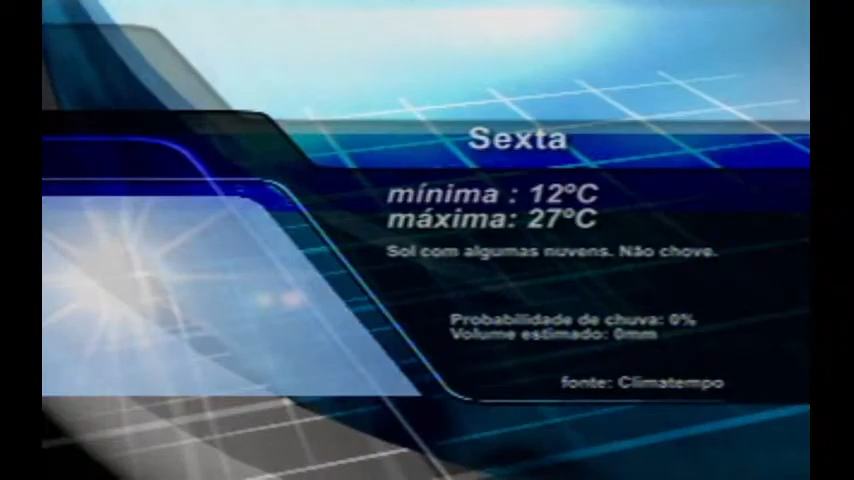 Sexta
mínima : 12ºC
máxima: 27ºC
Sol com algumas nuvens. Não chove.
Probabilidade de chuva: 0%
Volume estimado: 0mm
fonte: Climatempo